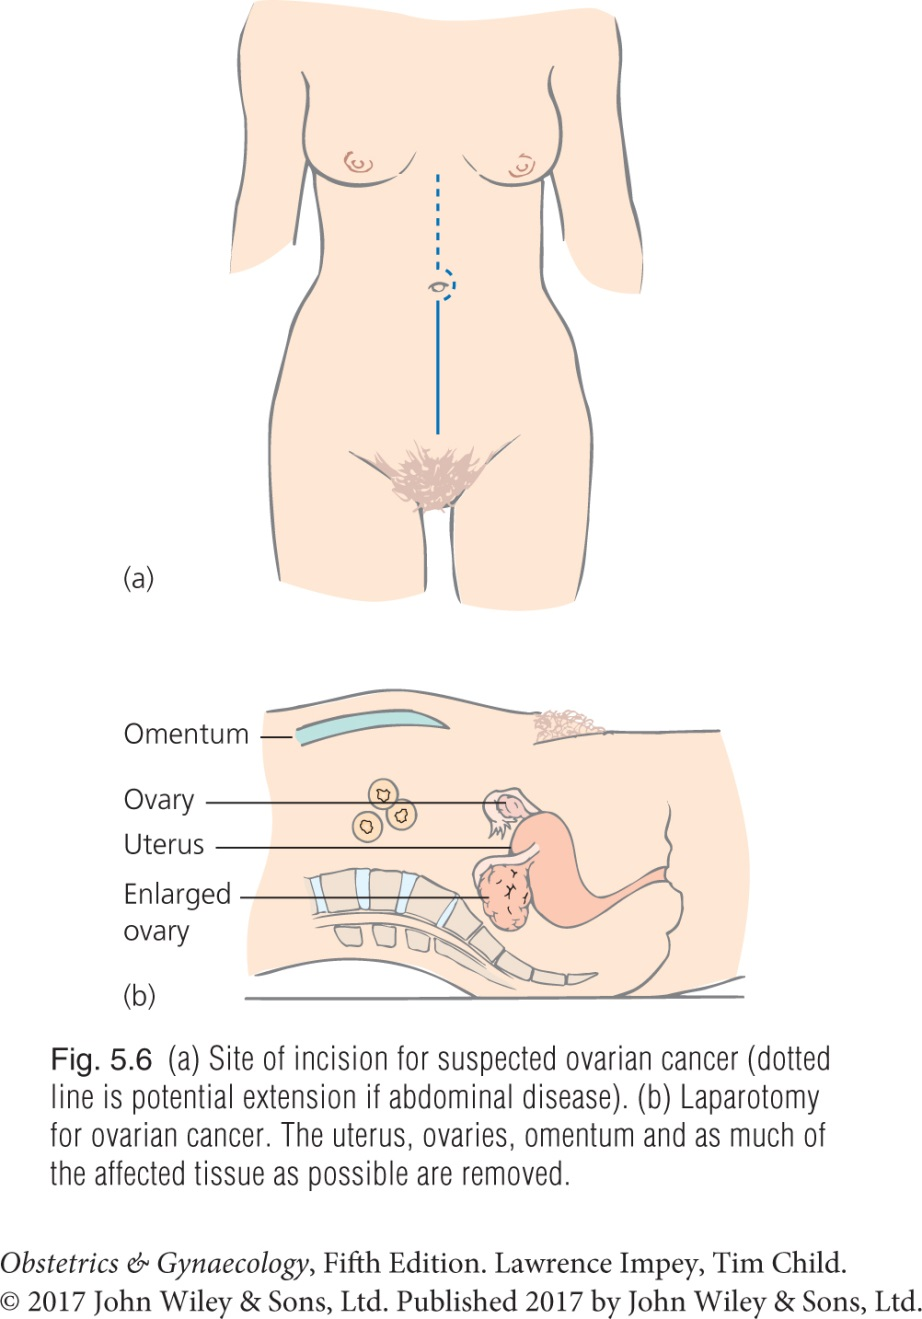 (a)
Omentum
Ovary
Uterus
Enlarged
ovary
(b)
Fig. 5.6 (a) Site of incision for suspected ovarian cancer (dotted
line is potential extension if abdominal disease). (b) Laparotomy
for ovarian cancer. The uterus, ovaries, omentum and as much of
the affected tissue as possible are removed.
Obstetrics & Gynaecology, Fifth Edition. Lawrence Impey, Tim Child.
© 2017 John Wiley & Sons, Ltd. Published 2017 by John Wiley & Sons, Ltd.